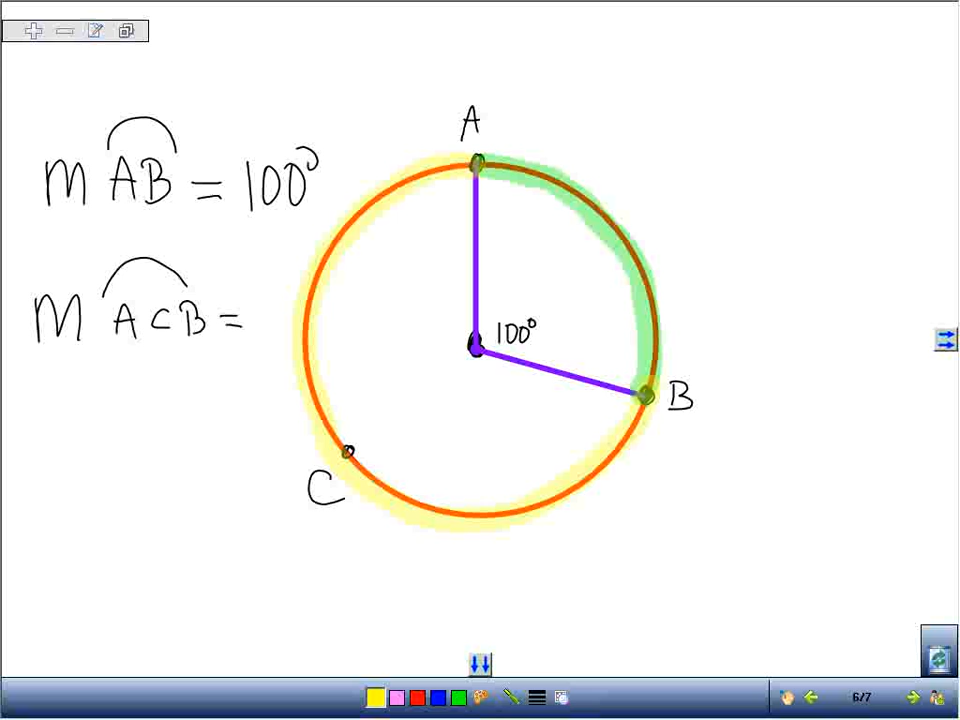 A
m AB = 100°
m ACB =
100°
B
C
6/7